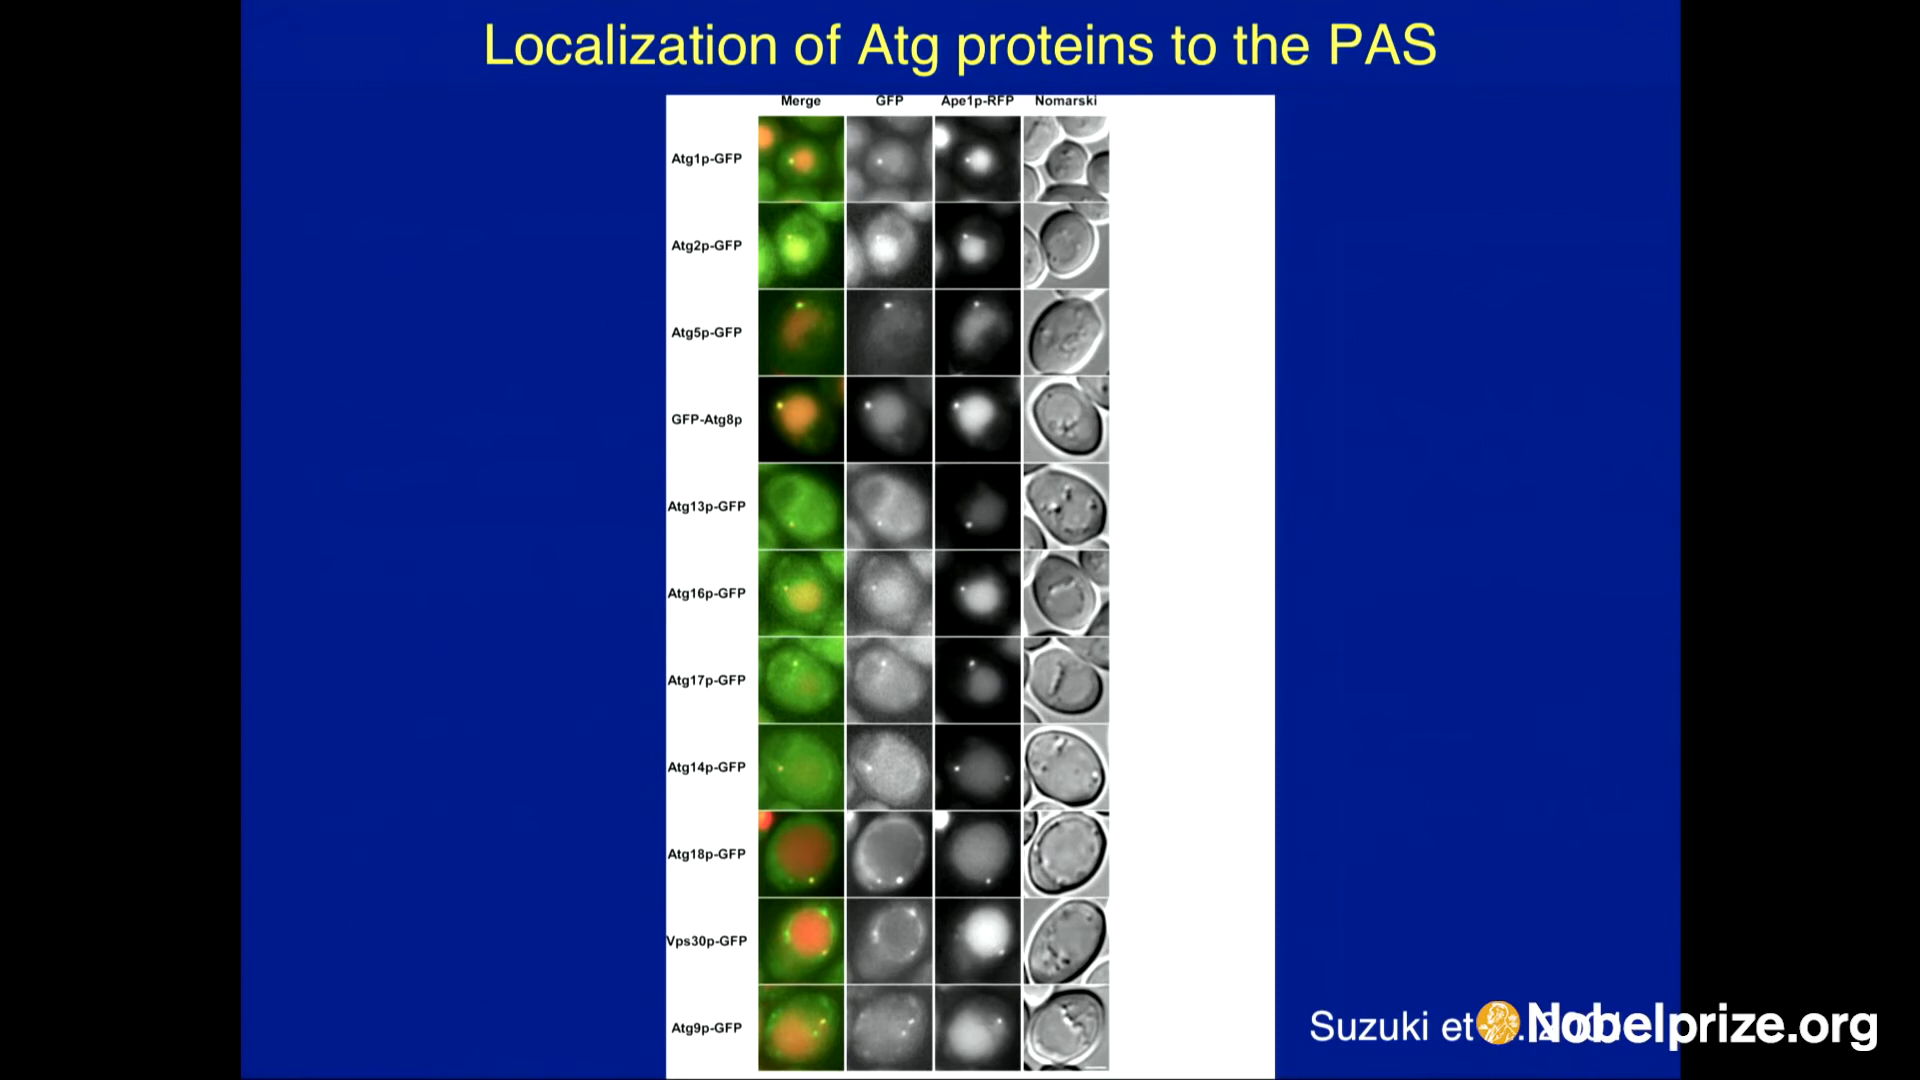 Localization of Atg proteins to the PAS
Merge GFP Ape1p-RFP Nomarski
Atg1p-GFP
Atg2p-GFP
Atg5p-GFP
GFP-Atg8p
Atg13p-GFP
Atg16p-GFP
Atg17p-GFP
Atg14p-GFP
Atg18p-GFP
Vps30p-GFP
Atg9p-GFP
Suzuki et
Nobelprize.org